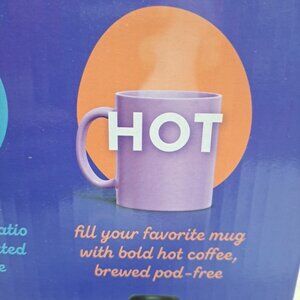 HOT
fill your favorite mug
with bold hot coffee,
brewed pod-free